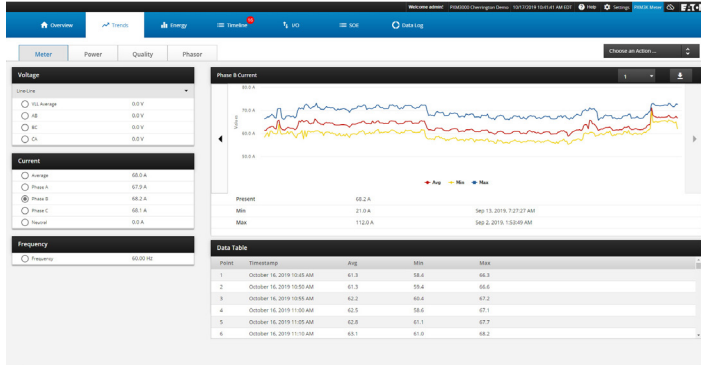 Welcome admin! PXM3000 Cherrington Demo 10/17/2019 10:41:41 AM EDT Help Settings PXM3K Meter
Overview Trends Energy Timeline I/O SOE Data Log
Meter Power Quality Phasor
Choose an Action ...
Voltage
Line-Line
VLL Average 0.0 V
AB 0.0 V
BC 0.0 V
CA 0.0 V
Current
Average 68.0 A
Phase A 67.9 A
Phase B 68.2 A
Phase C 68.1 A
Neutral 0.0 A
Frequency
Frequency 60.00 Hz
Phase B Current 1
80.0 A
70.0 A
Values
60.0 A
50.0 A
Avg Min Max
Present 68.2 A
Min 21.0 A Sep 13, 2019, 7:27:27 AM
Max 112.0 A Sep 2, 2019, 1:53:49 AM
Data Table
Point Timestamp Avg Min Max
1 October 16, 2019 10:45 AM 61.3 58.4 66.3
2 October 16, 2019 10:50 AM 61.3 59.4 66.6
3 October 16, 2019 10:55 AM 62.2 60.4 67.2
4 October 16, 2019 11:00 AM 62.5 58.6 67.1
5 October 16, 2019 11:05 AM 62.8 61.1 67.7
6 October 16, 2019 11:10 AM 63.1 61.0 68.2